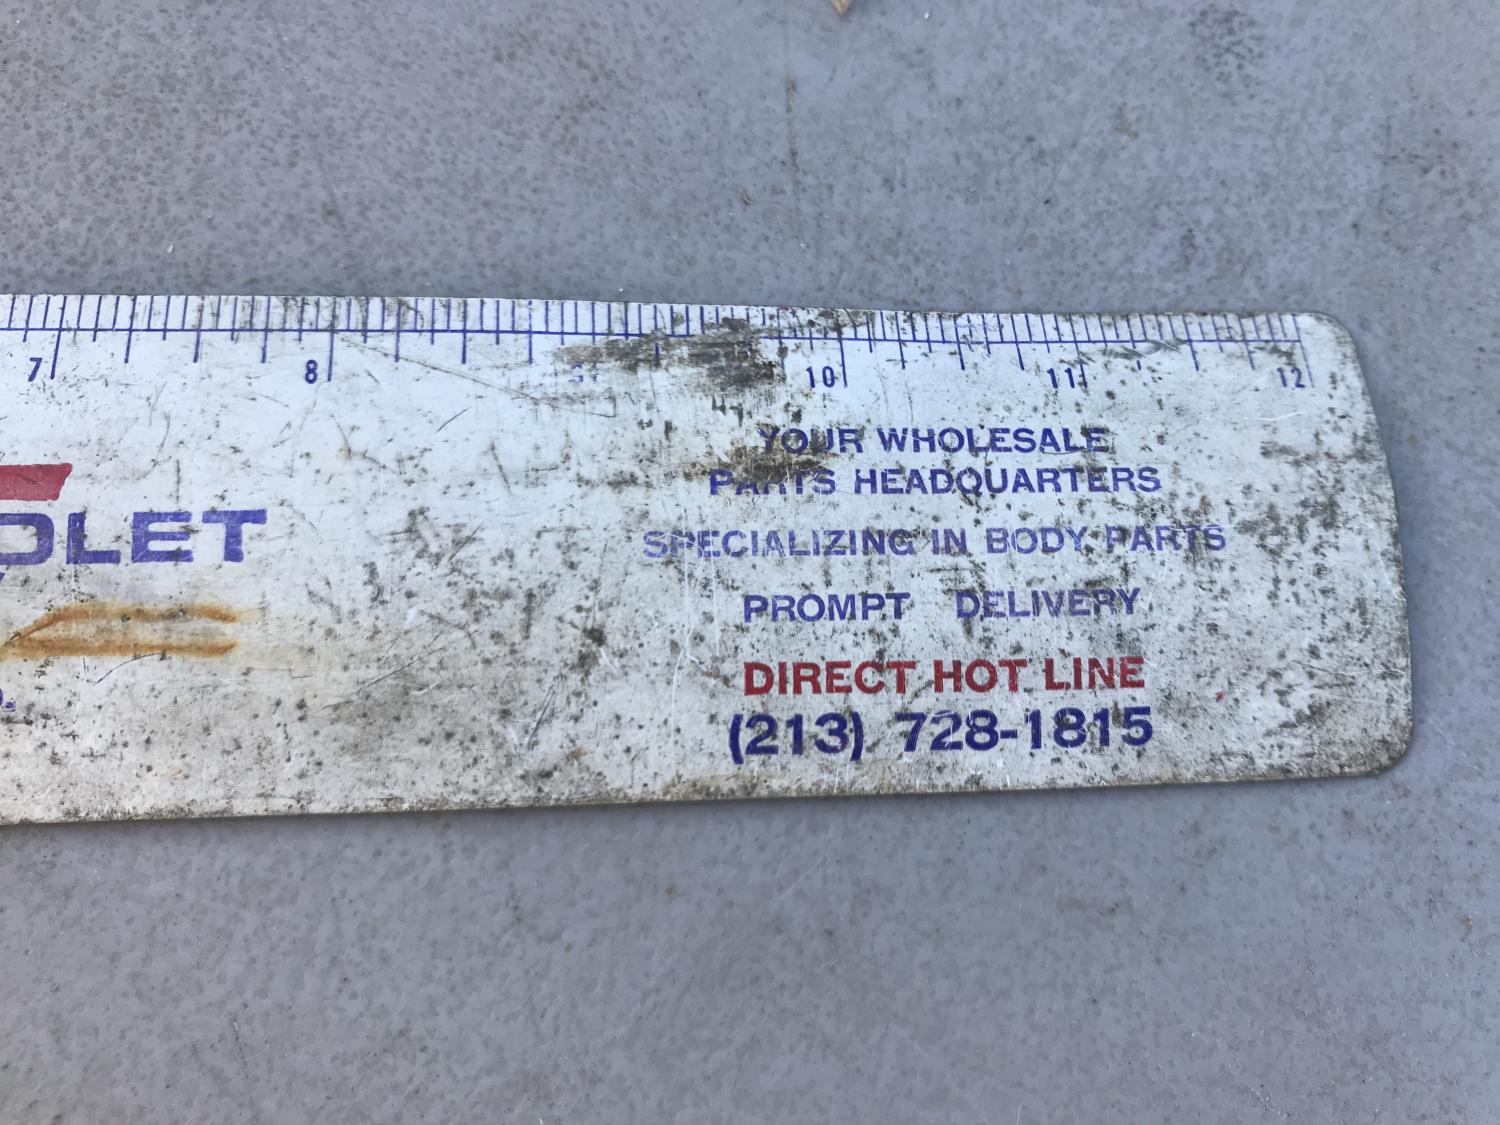 7 8 10 11 12
YOUR WHOLESALE
PARTS HEADQUARTERS
SPECIALIZING IN BODY PARTS
PROMPT DELIVERY
DIRECT HOT LINE
(213) 728-1815
OLET